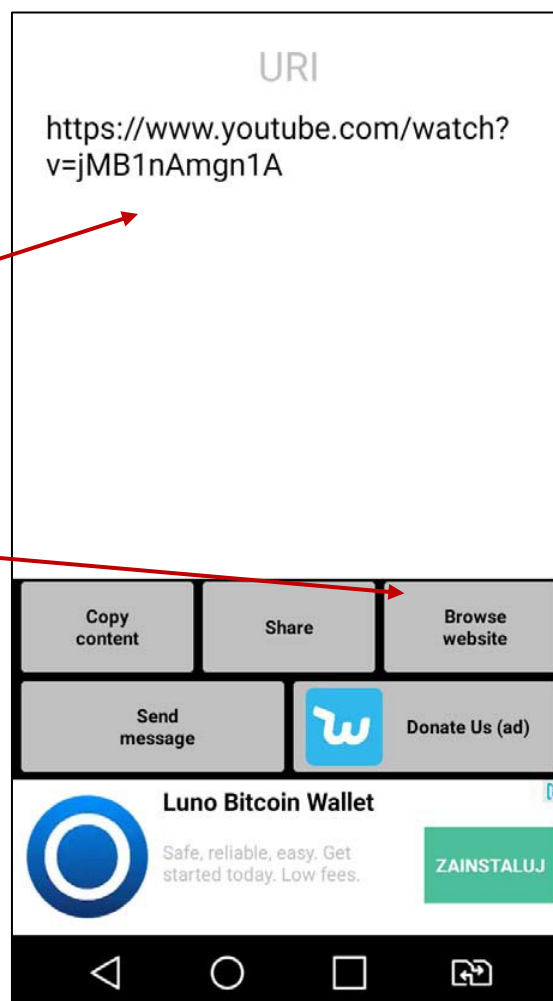 URI
https://www.youtube.com/watch?
v=jMB1nAmgn1A
Copy
content
Share
Browse
website
Send
message
Donate Us (ad)
Luno Bitcoin Wallet
Safe, reliable, easy. Get
started today. Low fees.
ZAINSTALUJ